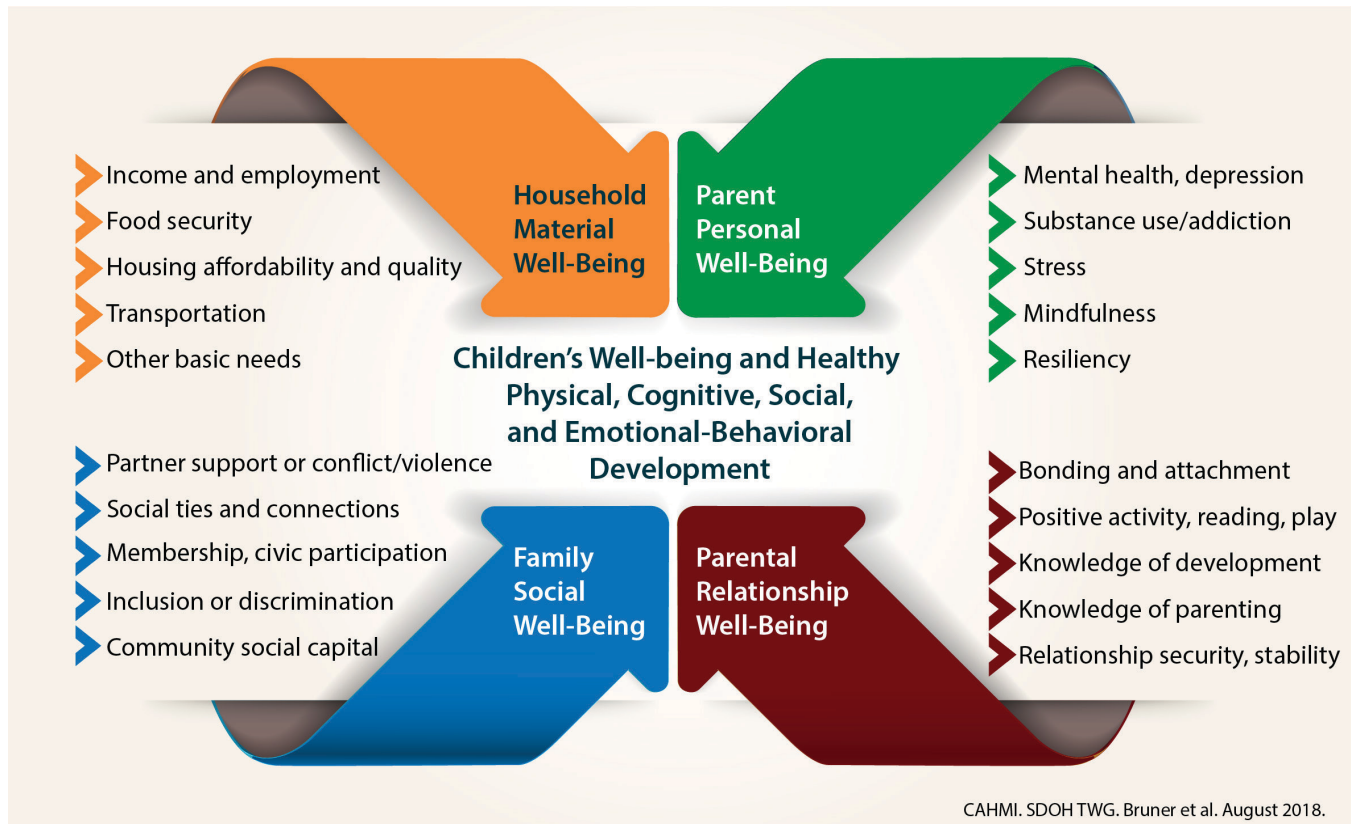 Household
Material
Well-Being
Parent
Personal
Well-Being
Income and employment
Food security
Housing affordability and quality
Transportation
Other basic needs
Mental health, depression
Substance use/addiction
Stress
Mindfulness
Resiliency
Children’s Well-being and Healthy
Physical, Cognitive, Social,
and Emotional-Behavioral
Development
Partner support or conflict/violence
Social ties and connections
Membership, civic participation
Inclusion or discrimination
Community social capital
Family
Social
Well-Being
Parental
Relationship
Well-Being
Bonding and attachment
Positive activity, reading, play
Knowledge of development
Knowledge of parenting
Relationship security, stability
CAHMI. SDOH TWG. Bruner et al. August 2018.